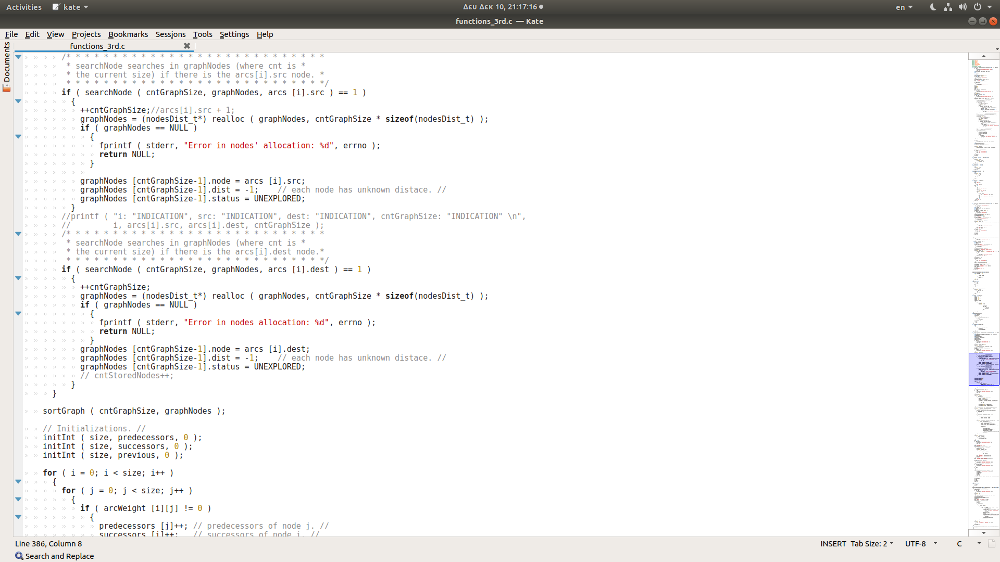 Activities kate Δευ Δεκ 10, 21:17:16 en
functions_3rd.c — Kate
File Edit View Projects Bookmarks Sessions Tools Settings Help
functions_3rd.c
Documents
/* * * * * * * * * * * * * * * * * * * * * * * * * * * *
* searchNode searches in graphNodes (where cnt is *
* the current size) if there is the arcs[i].src node. *
* * * * * * * * * * * * * * * * * * * * * * * * * * * */
if ( searchNode ( cntGraphSize, graphNodes, arcs [i].src ) == 1 )
{
++cntGraphSize;//arcs[i].src + 1;
graphNodes = (nodesDist_t*) realloc ( graphNodes, cntGraphSize * sizeof(nodesDist_t) );
if ( graphNodes == NULL )
{
fprintf ( stderr, "Error in nodes' allocation: %d", errno );
return NULL;
}
graphNodes [cntGraphSize-1].node = arcs [i].src;
graphNodes [cntGraphSize-1].dist = -1;    // each node has unknown distace. //
graphNodes [cntGraphSize-1].status = UNEXPLORED;
}
//printf ( "i: "INDICATION", src: "INDICATION", dest: "INDICATION", cntGraphSize: "INDICATION" \n",
//         i, arcs[i].src, arcs[i].dest, cntGraphSize );
/* * * * * * * * * * * * * * * * * * * * * * * * * * * *
* searchNode searches in graphNodes (where cnt is *
* the current size) if there is the arcs[i].dest node.*
* * * * * * * * * * * * * * * * * * * * * * * * * * * */
if ( searchNode ( cntGraphSize, graphNodes, arcs [i].dest ) == 1 )
{
++cntGraphSize;
graphNodes = (nodesDist_t*) realloc ( graphNodes, cntGraphSize * sizeof(nodesDist_t) );
if ( graphNodes == NULL )
{
fprintf ( stderr, "Error in nodes allocation: %d", errno );
return NULL;
}
graphNodes [cntGraphSize-1].node = arcs [i].dest;
graphNodes [cntGraphSize-1].dist = -1;    // each node has unknown distace. //
graphNodes [cntGraphSize-1].status = UNEXPLORED;
// cntStoredNodes++;
}
}
sortGraph ( cntGraphSize, graphNodes );
// Initializations. //
initInt ( size, predecessors, 0 );
initInt ( size, successors, 0 );
initInt ( size, previous, 0 );
for ( i = 0; i < size; i++ )
{
for ( j = 0; j < size; j++ )
{
if ( arcWeight [i][j] != 0 )
{
predecessors [j]++; // predecessors of node j. //
successors [i]++;   // successors of node i. //
Line 386, Column 8 INSERT Tab Size: 2 UTF-8 C
Search and Replace